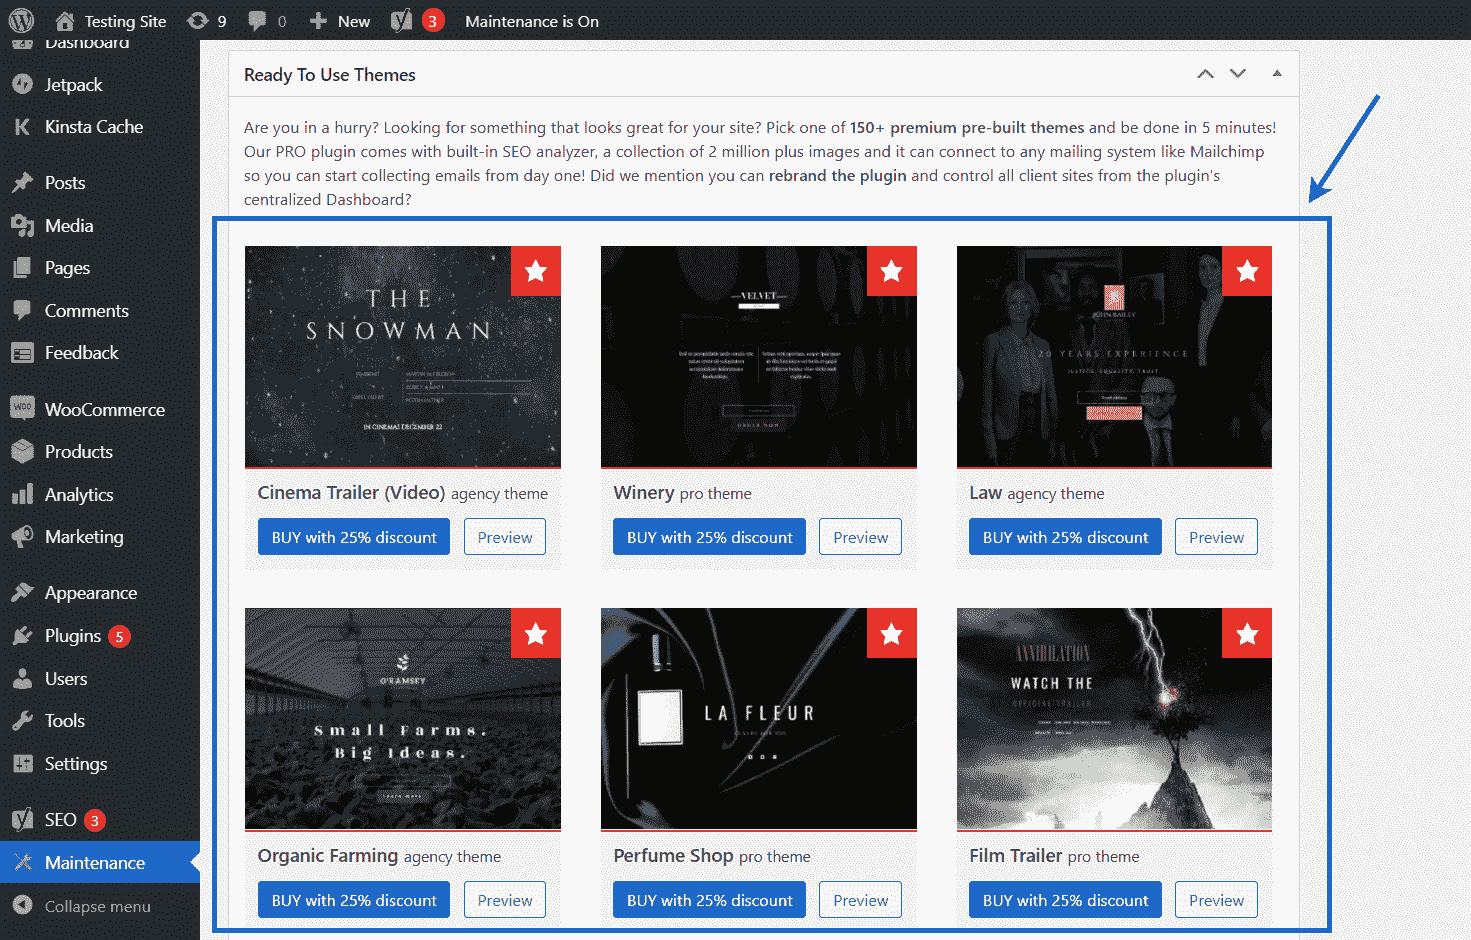 Testing Site 9 0 New 3 Maintenance is On
Dashboard
Jetpack
Kinsta Cache
Posts
Media
Pages
Comments
Feedback
WooCommerce
Products
Analytics
Marketing
Appearance
Plugins 5
Users
Tools
Settings
SEO 3
Maintenance
Collapse menu
Ready To Use Themes
Are you in a hurry? Looking for something that looks great for your site? Pick one of 150+ premium pre-built themes and be done in 5 minutes!
Our PRO plugin comes with built-in SEO analyzer, a collection of 2 million plus images and it can connect to any mailing system like Mailchimp
so you can start collecting emails from day one! Did we mention you can rebrand the plugin and control all client sites from the plugin's
centralized Dashboard?
THE
SNOWMAN
IN CINEMAS DECEMBER 22
Cinema Trailer (Video) agency theme
BUY with 25% discount Preview
VELVET
ORDER NOW
Winery pro theme
BUY with 25% discount Preview
JOHN BAILEY
20 YEARS EXPERIENCE
JUSTICE, EQUALITY, TRUST.
Law agency theme
BUY with 25% discount Preview
O'RAMSEY
Small Farms.
Big Ideas.
Learn more
Organic Farming agency theme
BUY with 25% discount Preview
LA FLEUR
Perfume Shop pro theme
BUY with 25% discount Preview
ANNIHILATION
WATCH THE
OFFICIAL TRAILER
Film Trailer pro theme
BUY with 25% discount Preview